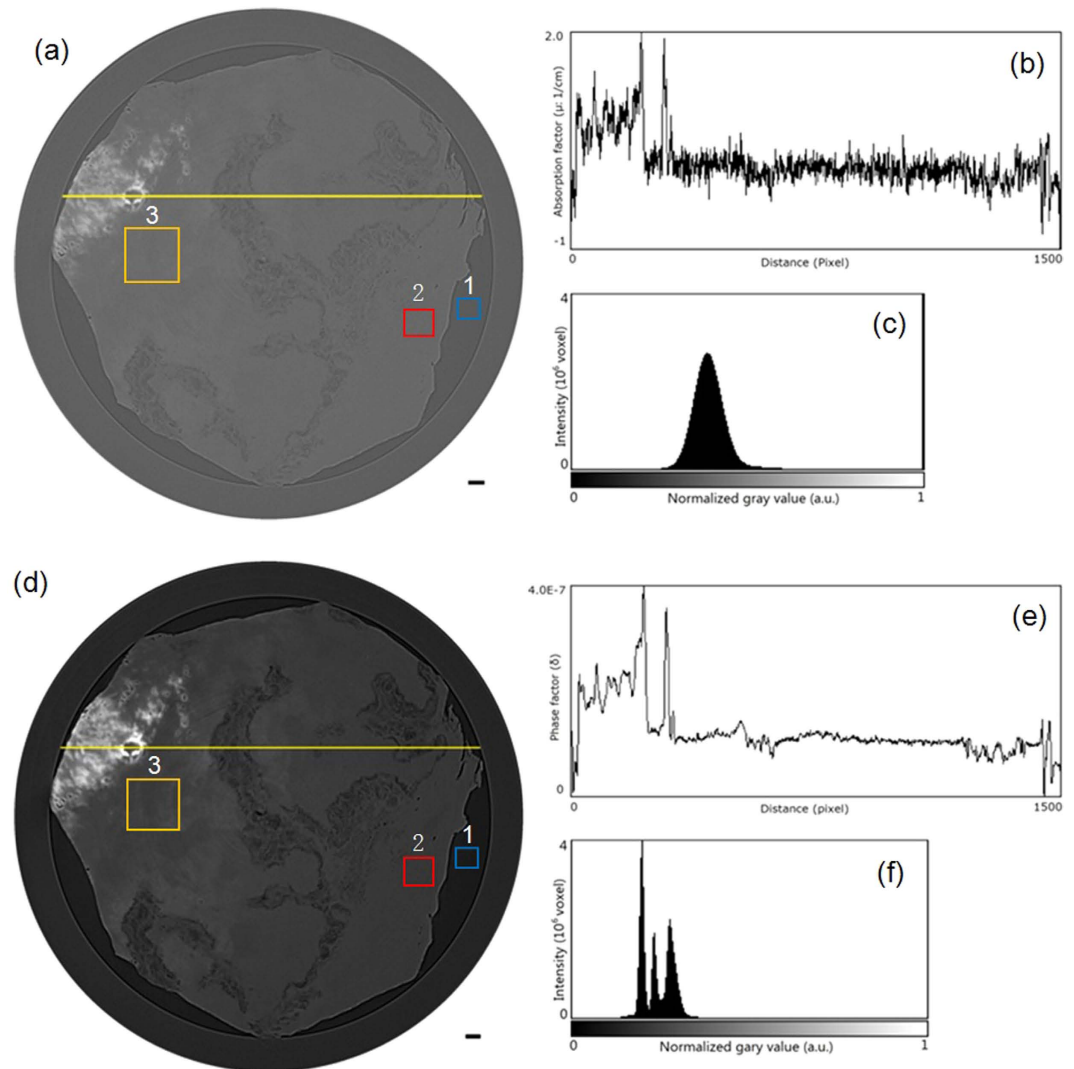 (a)
3
2
1
2.0
Absorption factor (μ: 1/cm)
-1
0
Distance (Pixel)
1500
(b)
4
Intensity (10⁶ voxel)
0
0
Normalized gray value (a.u.)
1
(c)
(d)
3
2
1
4.0E-7
Phase factor (δ)
0
0
Distance (pixel)
1500
(e)
4
Intensity (10⁶ voxel)
0
0
Normalized gary value (a.u.)
1
(f)